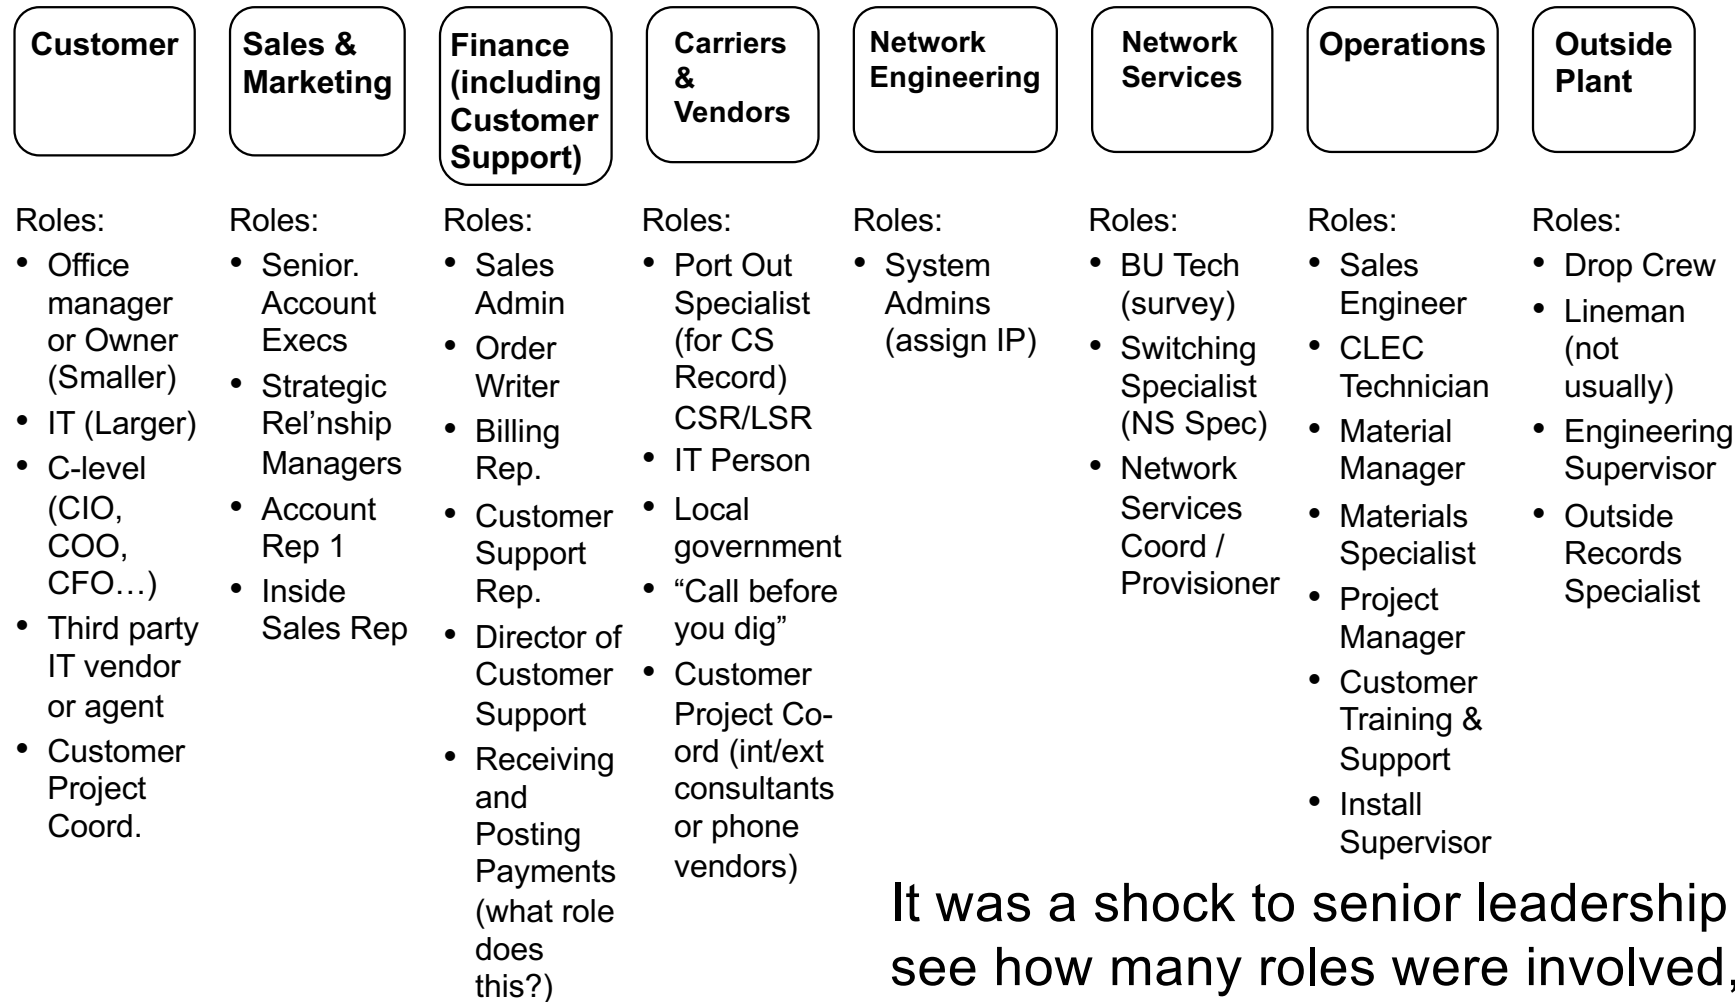 Customer
Sales &
Marketing
Finance
(including
Customer
Support)
Carriers
&
Vendors
Network
Engineering
Network
Services
Operations
Outside
Plant
Roles:
• Office
manager
or Owner
(Smaller)
• IT (Larger)
• C-level
(CIO,
COO,
CFO…)
• Third party
IT vendor
or agent
• Customer
Project
Coord.
Roles:
• Senior.
Account
Execs
• Strategic
Rel’nship
Managers
• Account
Rep 1
• Inside
Sales Rep
Roles:
• Sales
Admin
• Order
Writer
• Billing
Rep.
• Customer
Support
Rep.
• Director of
Customer
Support
• Receiving
and
Posting
Payments
(what role
does
this?)
Roles:
• Port Out
Specialist
(for CS
Record)
CSR/LSR
• IT Person
• Local
government
• “Call before
you dig”
• Customer
Project Co-
ord (int/ext
consultants
or phone
vendors)
Roles:
• System
Admins
(assign IP)
Roles:
• BU Tech
(survey)
• Switching
Specialist
(NS Spec)
• Network
Services
Coord /
Provisioner
Roles:
• Sales
Engineer
• CLEC
Technician
• Material
Manager
• Materials
Specialist
• Project
Manager
• Customer
Training &
Support
• Install
Supervisor
Roles:
• Drop Crew
• Lineman
(not
usually)
• Engineering
Supervisor
• Outside
Records
Specialist
It was a shock to senior leadership
see how many roles were involved,